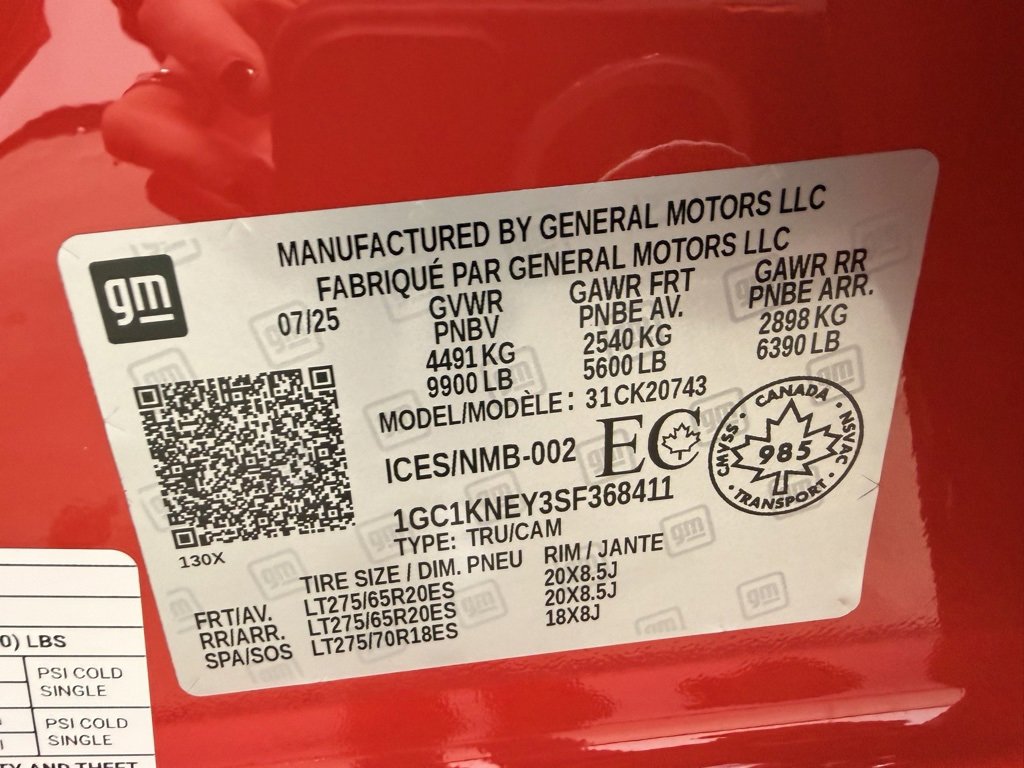 MANUFACTURED BY GENERAL MOTORS LLC
FABRIQUÉ PAR GENERAL MOTORS LLC
gm
07/25
GVWR
PNBV
4491 KG
9900 LB
GAWR FRT
PNBE AV.
2540 KG
5600 LB
GAWR RR
PNBE ARR.
2898 KG
6390 LB
MODEL/MODÈLE: 31CK20743
ICES/NMB-002 EC
CANADA
CMVSS · NSVAC
985
TRANSPORT
1GC1KNEY3SF368411
TYPE: TRU/CAM
130X
TIRE SIZE / DIM. PNEU RIM / JANTE
FRT/AV. LT275/65R20ES 20X8.5J
RR/ARR. LT275/65R20ES 20X8.5J
SPA/SOS LT275/70R18ES 18X8J
0) LBS
PSI COLD
SINGLE
PSI COLD
SINGLE
AND THEFT